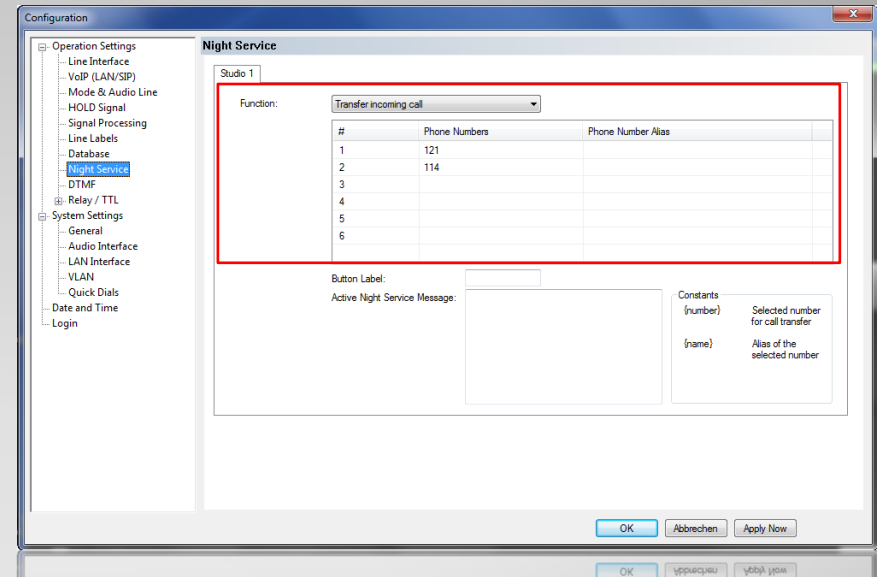 Configuration
Operation Settings
Line Interface
VoIP (LAN/SIP)
Mode & Audio Line
HOLD Signal
Signal Processing
Line Labels
Database
Night Service
DTMF
Relay / TTL
System Settings
General
Audio Interface
LAN Interface
VLAN
Quick Dials
Date and Time
Login
Night Service
Studio 1
Function: Transfer incoming call
# Phone Numbers Phone Number Alias
1 121
2 114
3
4
5
6
Button Label:
Active Night Service Message:
Constants
{number} Selected number
for call transfer
{name} Alias of the
selected number
OK Abbrechen Apply Now
OK Abbrechen Apply Now